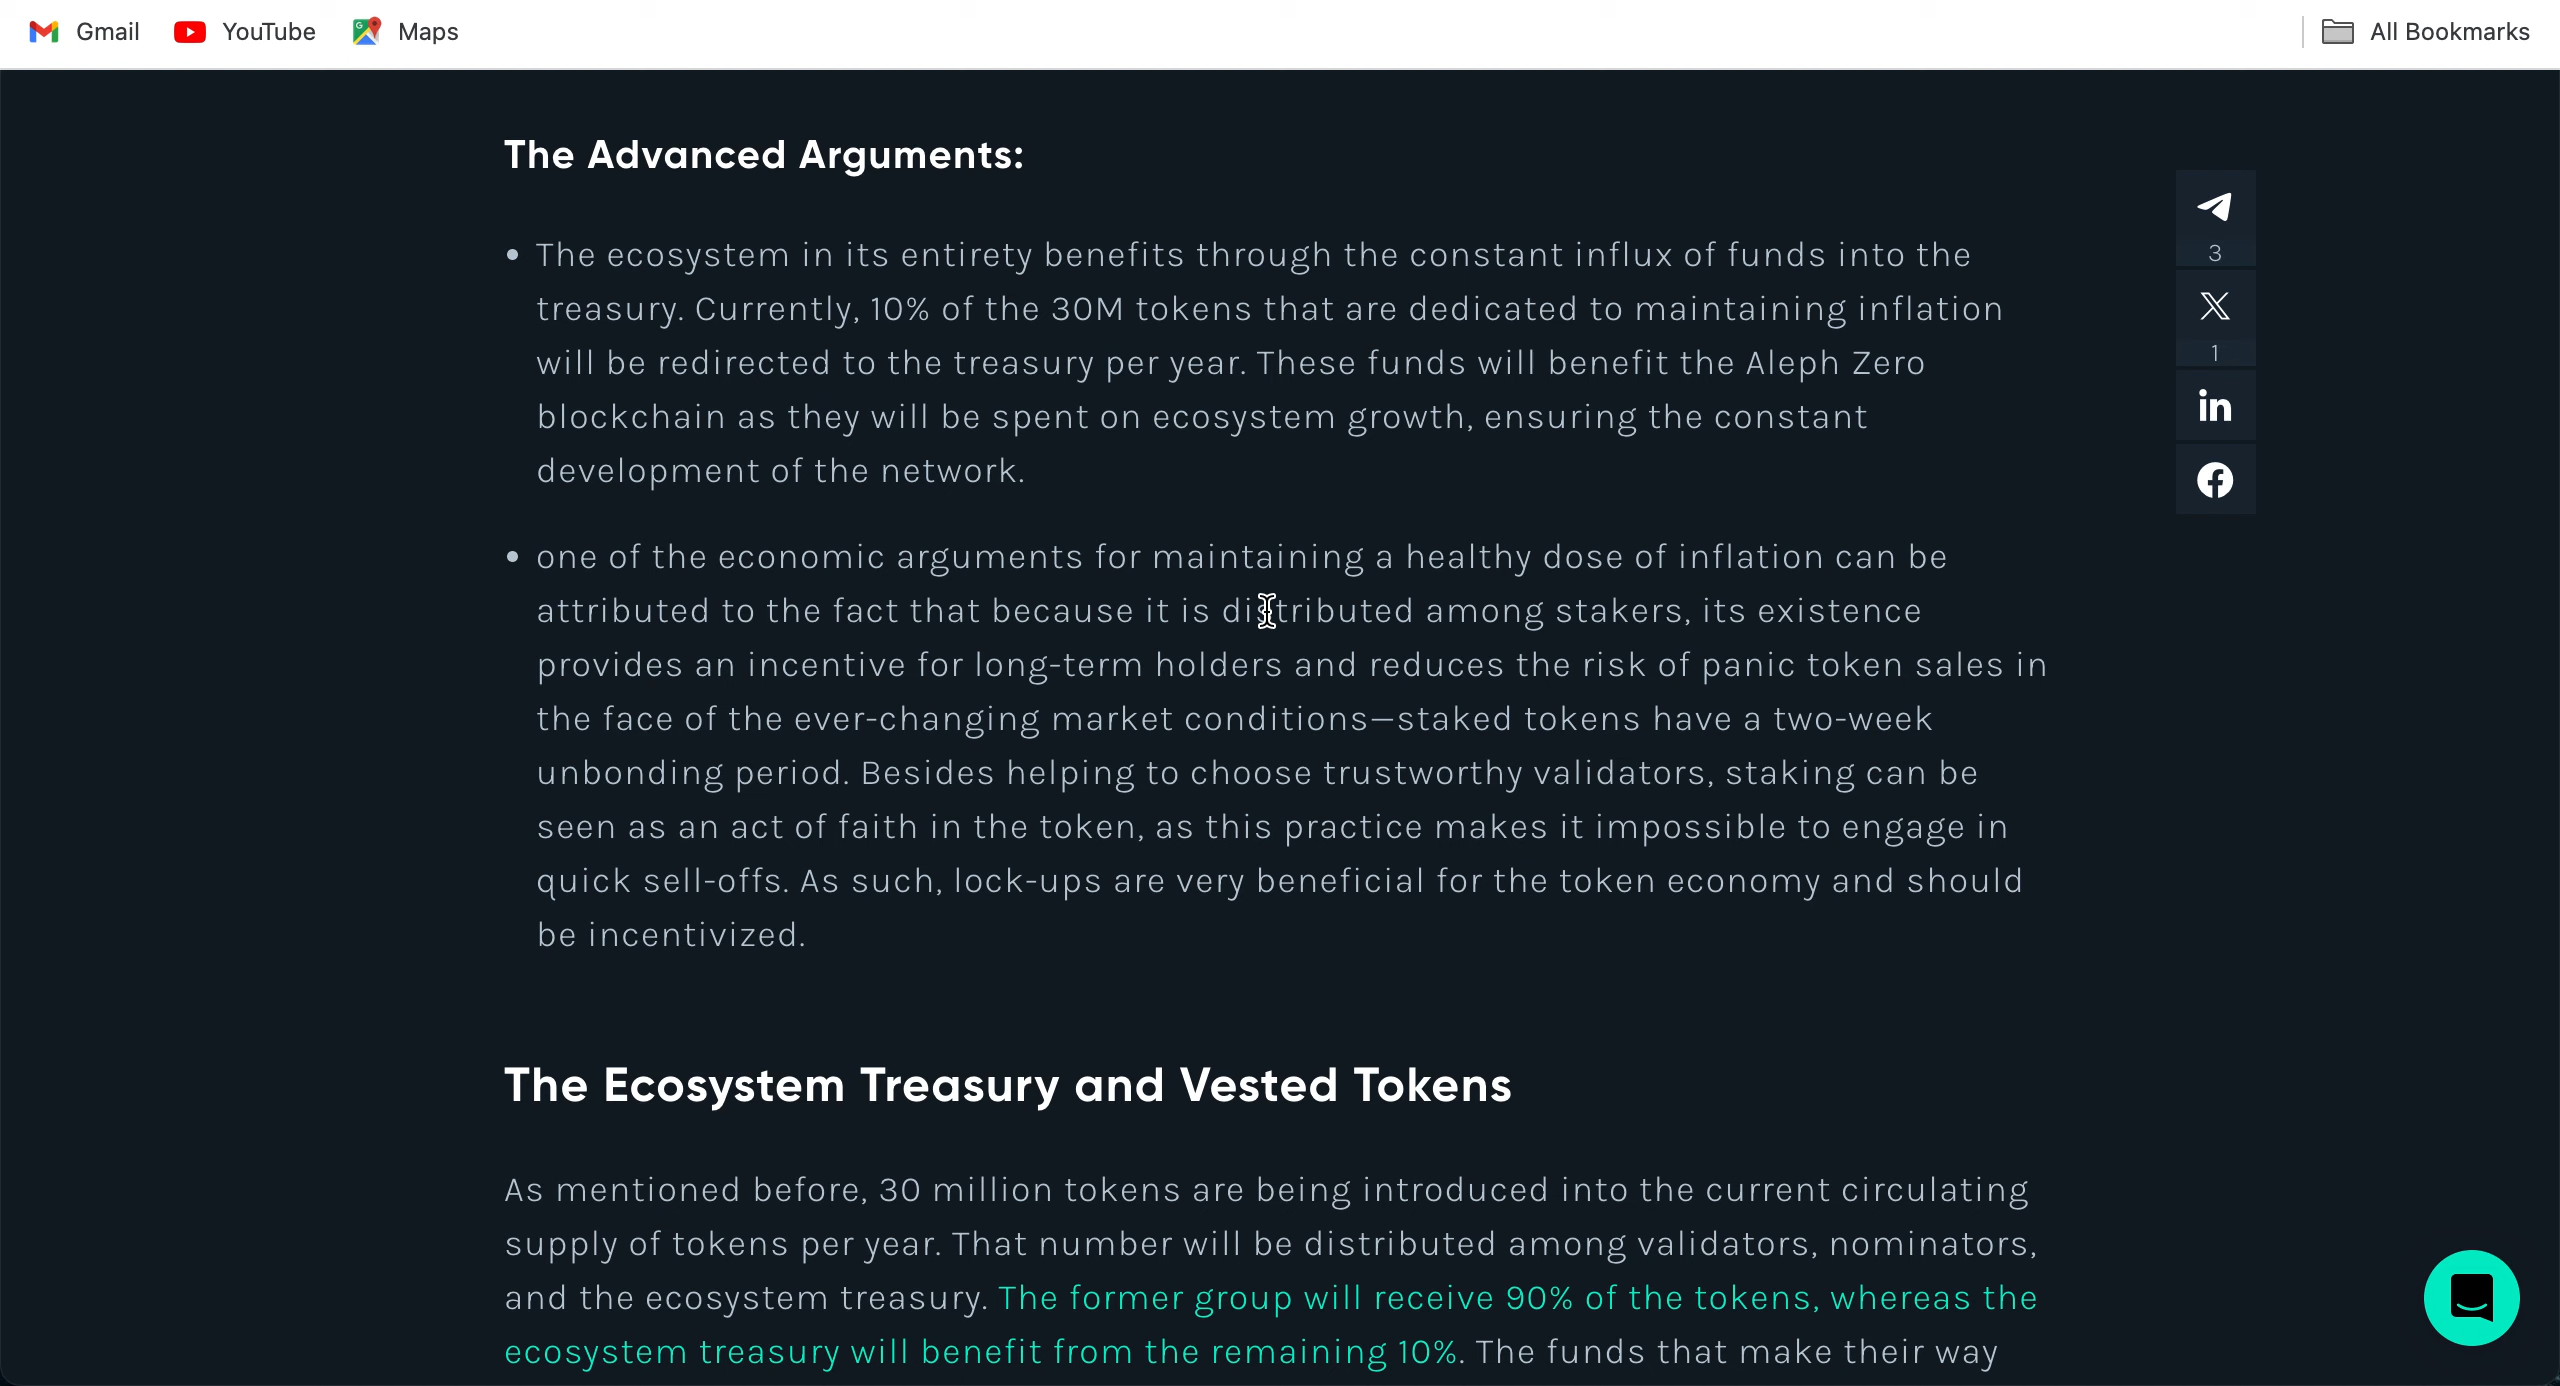 Gmail YouTube Maps All Bookmarks
The Advanced Arguments:
• The ecosystem in its entirety benefits through the constant influx of funds into the
treasury. Currently, 10% of the 30M tokens that are dedicated to maintaining inflation
will be redirected to the treasury per year. These funds will benefit the Aleph Zero
blockchain as they will be spent on ecosystem growth, ensuring the constant
development of the network.
• one of the economic arguments for maintaining a healthy dose of inflation can be
attributed to the fact that because it is distributed among stakers, its existence
provides an incentive for long-term holders and reduces the risk of panic token sales in
the face of the ever-changing market conditions—staked tokens have a two-week
unbonding period. Besides helping to choose trustworthy validators, staking can be
seen as an act of faith in the token, as this practice makes it impossible to engage in
quick sell-offs. As such, lock-ups are very beneficial for the token economy and should
be incentivized.
The Ecosystem Treasury and Vested Tokens
As mentioned before, 30 million tokens are being introduced into the current circulating
supply of tokens per year. That number will be distributed among validators, nominators,
and the ecosystem treasury. The former group will receive 90% of the tokens, whereas the
ecosystem treasury will benefit from the remaining 10%. The funds that make their way
3
1
in